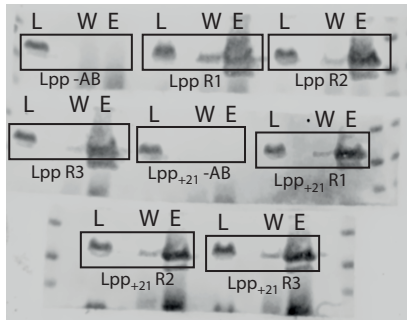 L W E L W E L W E
Lpp -AB Lpp R1 Lpp R2
L W E L W E L W E
Lpp R3 Lpp+21 -AB Lpp+21 R1
L W E L W E
Lpp+21 R2 Lpp+21 R3